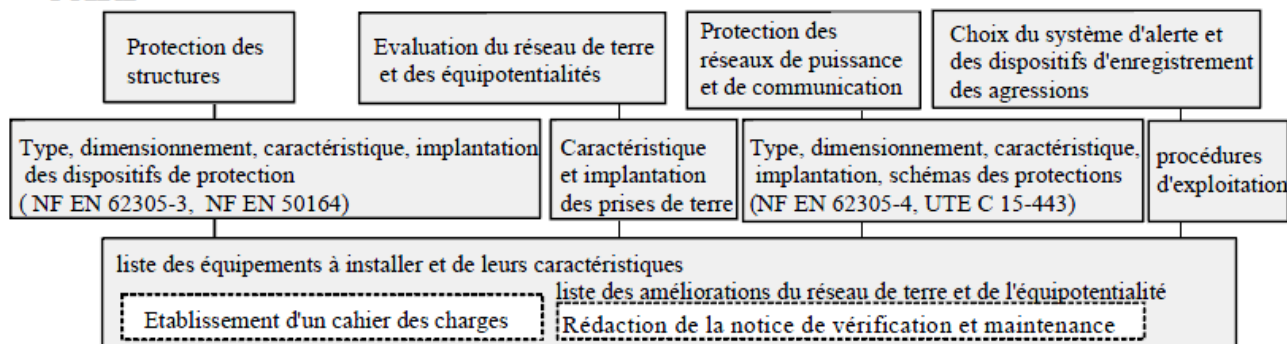 Protection des
structures
Evaluation du réseau de terre
et des équipotentialités
Protection des
réseaux de puissance
et de communication
Choix du système d'alerte et
des dispositifs d'enregistrement
des agressions
Type, dimensionnement, caractéristique, implantation
des dispositifs de protection
( NF EN 62305-3, NF EN 50164)
Caractéristique
et implantation
des prises de terre
Type, dimensionnement, caractéristique,
implantation, schémas des protections
(NF EN 62305-4, UTE C 15-443)
procédures
d'exploitation
liste des équipements à installer et de leurs caractéristiques
liste des améliorations du réseau de terre et de l'équipotentialité
Etablissement d'un cahier des charges
Rédaction de la notice de vérification et maintenance